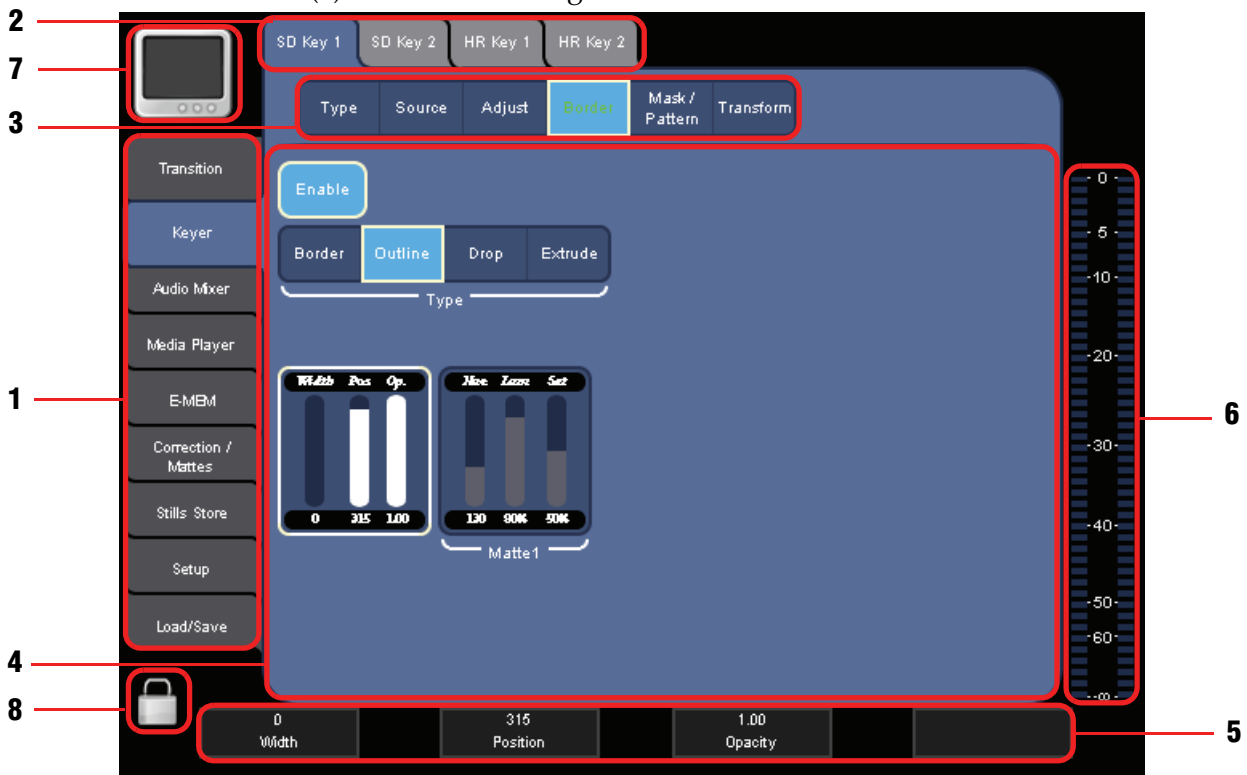 2
7
3
1
4
8
6
5
SD Key 1 SD Key 2 HR Key 1 HR Key 2
Type Source Adjust Border Mask / Pattern Transform
Transition
Keyer
Audio Mixer
Media Player
E-MEM
Correction / Mattes
Stills Store
Setup
Load/Save
Enable
Border Outline Drop Extrude
Type
Width Pos Op.
0 315 1.00
Hue Lum Sat
130 90% 50%
Matte1
- 0 -
- 5 -
-10-
-20-
-30-
-40-
-50-
-60-
-∞-
0 315 1.00
Width Position Opacity